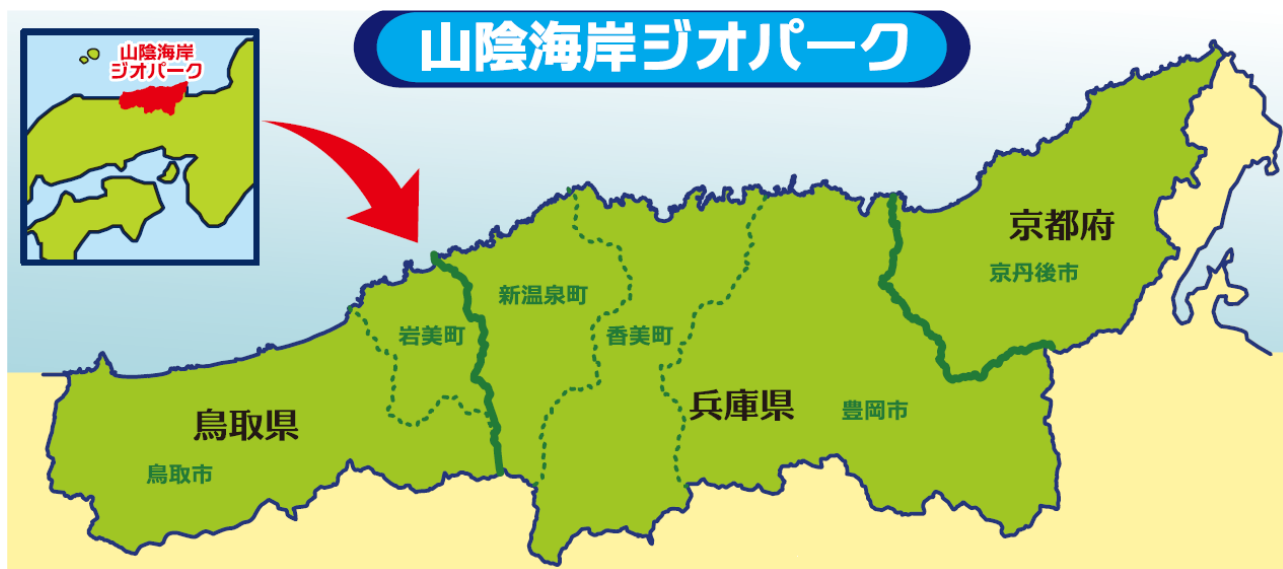 山陰海岸ジオパーク
山陰海岸
ジオパーク
京都府
京丹後市
新温泉町
岩美町
香美町
兵庫県
豊岡市
鳥取県
鳥取市